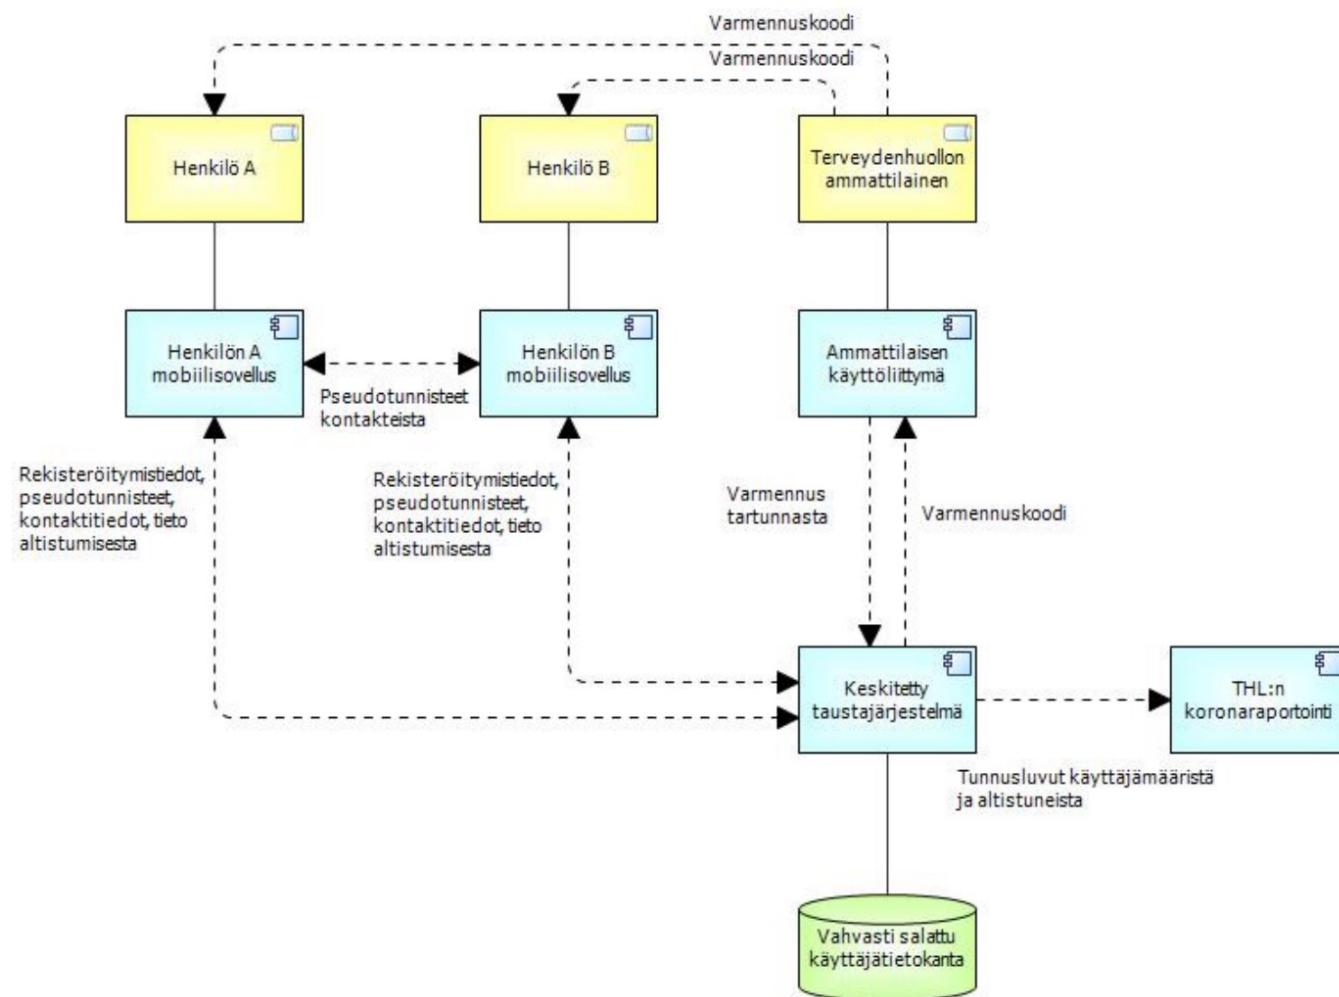 Varmennuskoodi
Varmennuskoodi
Henkilö A
Henkilö B
Terveydenhuollon
ammattilainen
Henkilön A
mobiilisovellus
Henkilön B
mobiilisovellus
Ammattilaisen
käyttöliittymä
Pseudotunnisteet
kontakteista
Rekisteröitymistiedot,
pseudotunnisteet,
kontaktitiedot, tieto
altistumisesta
Rekisteröitymistiedot,
pseudotunnisteet,
kontaktitiedot, tieto
altistumisesta
Varmennus
tartunnasta
Varmennuskoodi
Keskitetty
taustajärjestelmä
THL:n
koronaraportointi
Tunnusluvut käyttäjämääristä
ja altistuneista
Vahvasti salattu
käyttäjätietokanta